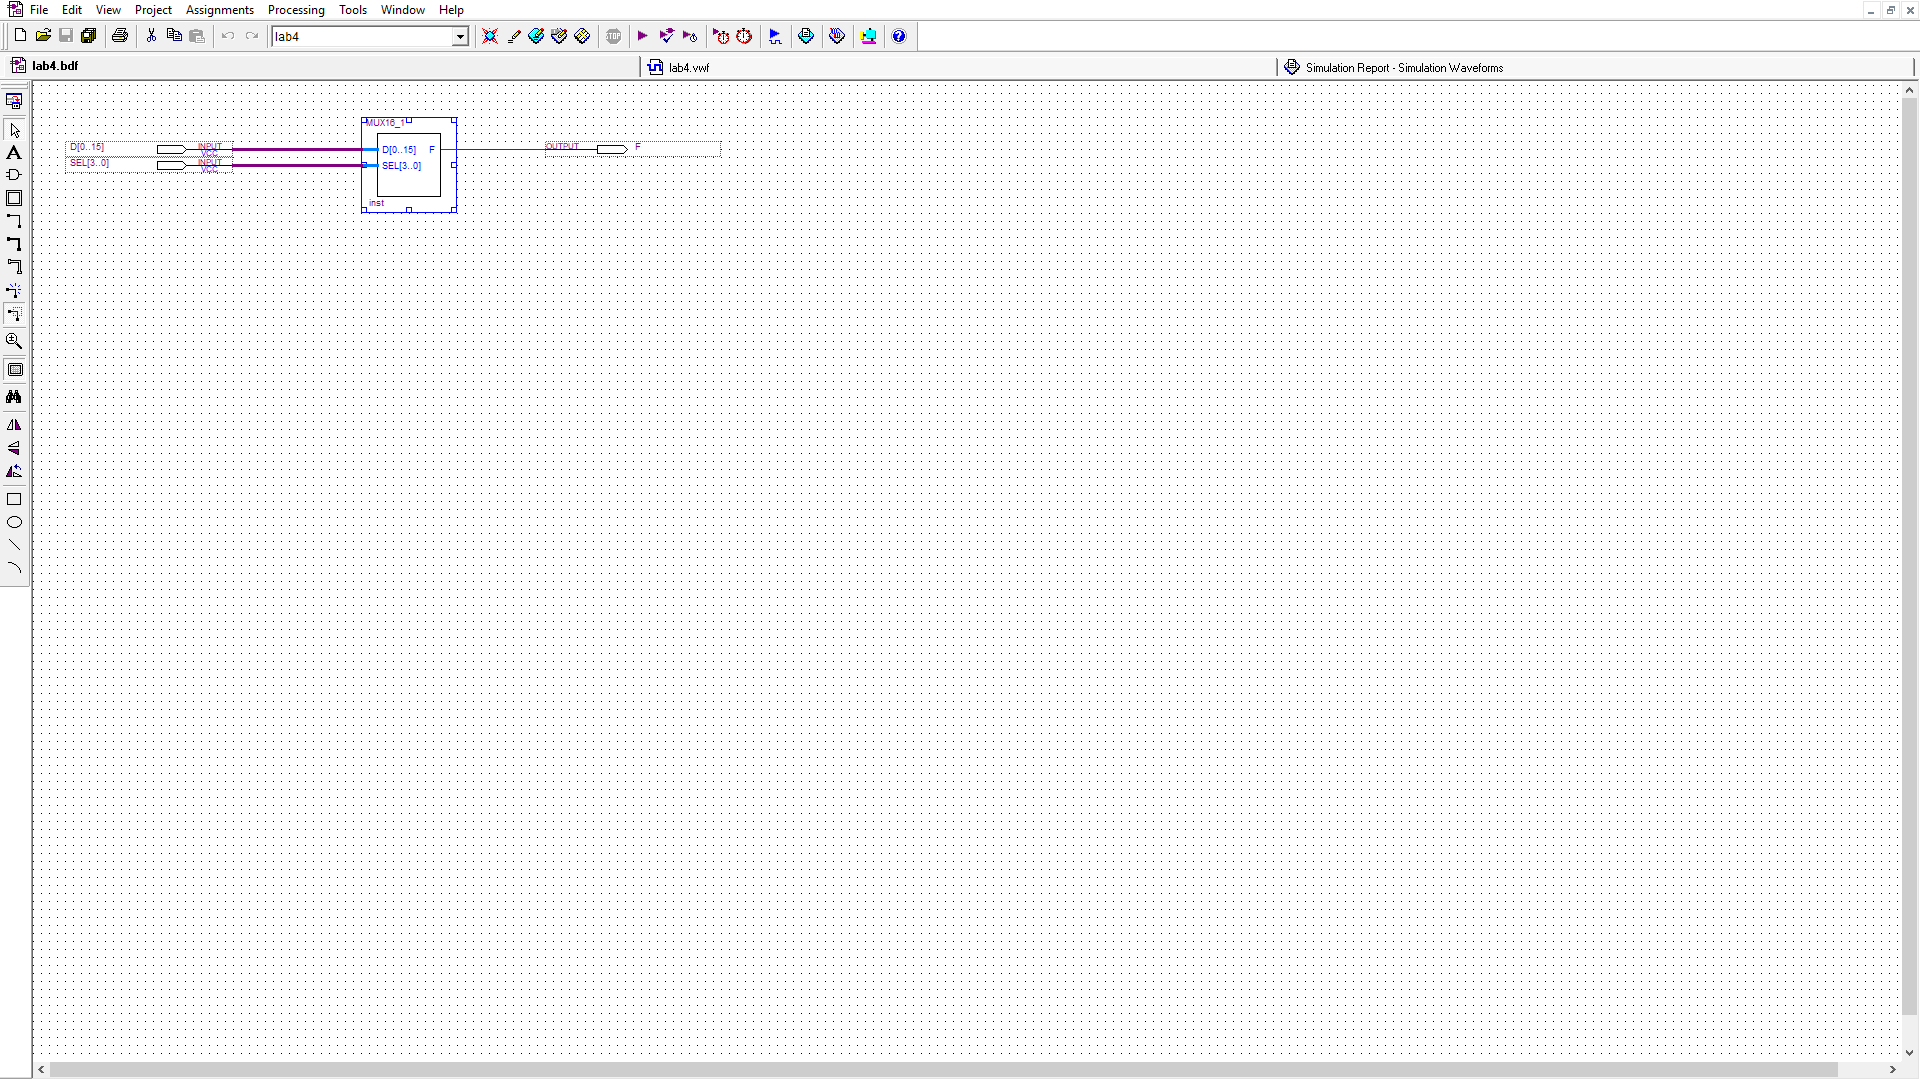 File Edit View Project Assignments Processing Tools Window Help
lab4 STOP
lab4.bdf lab4.vwf Simulation Report - Simulation Waveforms
MUX16_1
D[0..15] INPUT VCC D[0..15] F OUTPUT F
SEL[3..0] INPUT VCC SEL[3..0]
inst